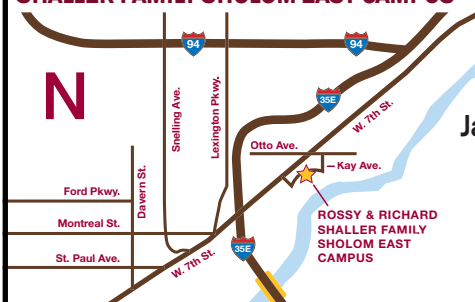 SHALLER FAMILY SHOLOM EAST CAMPUS
94
94
N
Snelling Ave.
Lexington Pkwy.
35E
W. 7th St.
Ja
Otto Ave.
Kay Ave.
Davern St.
Ford Pkwy.
Montreal St.
St. Paul Ave.
W. 7th St.
35E
ROSSY & RICHARD
SHALLER FAMILY
SHOLOM EAST
CAMPUS